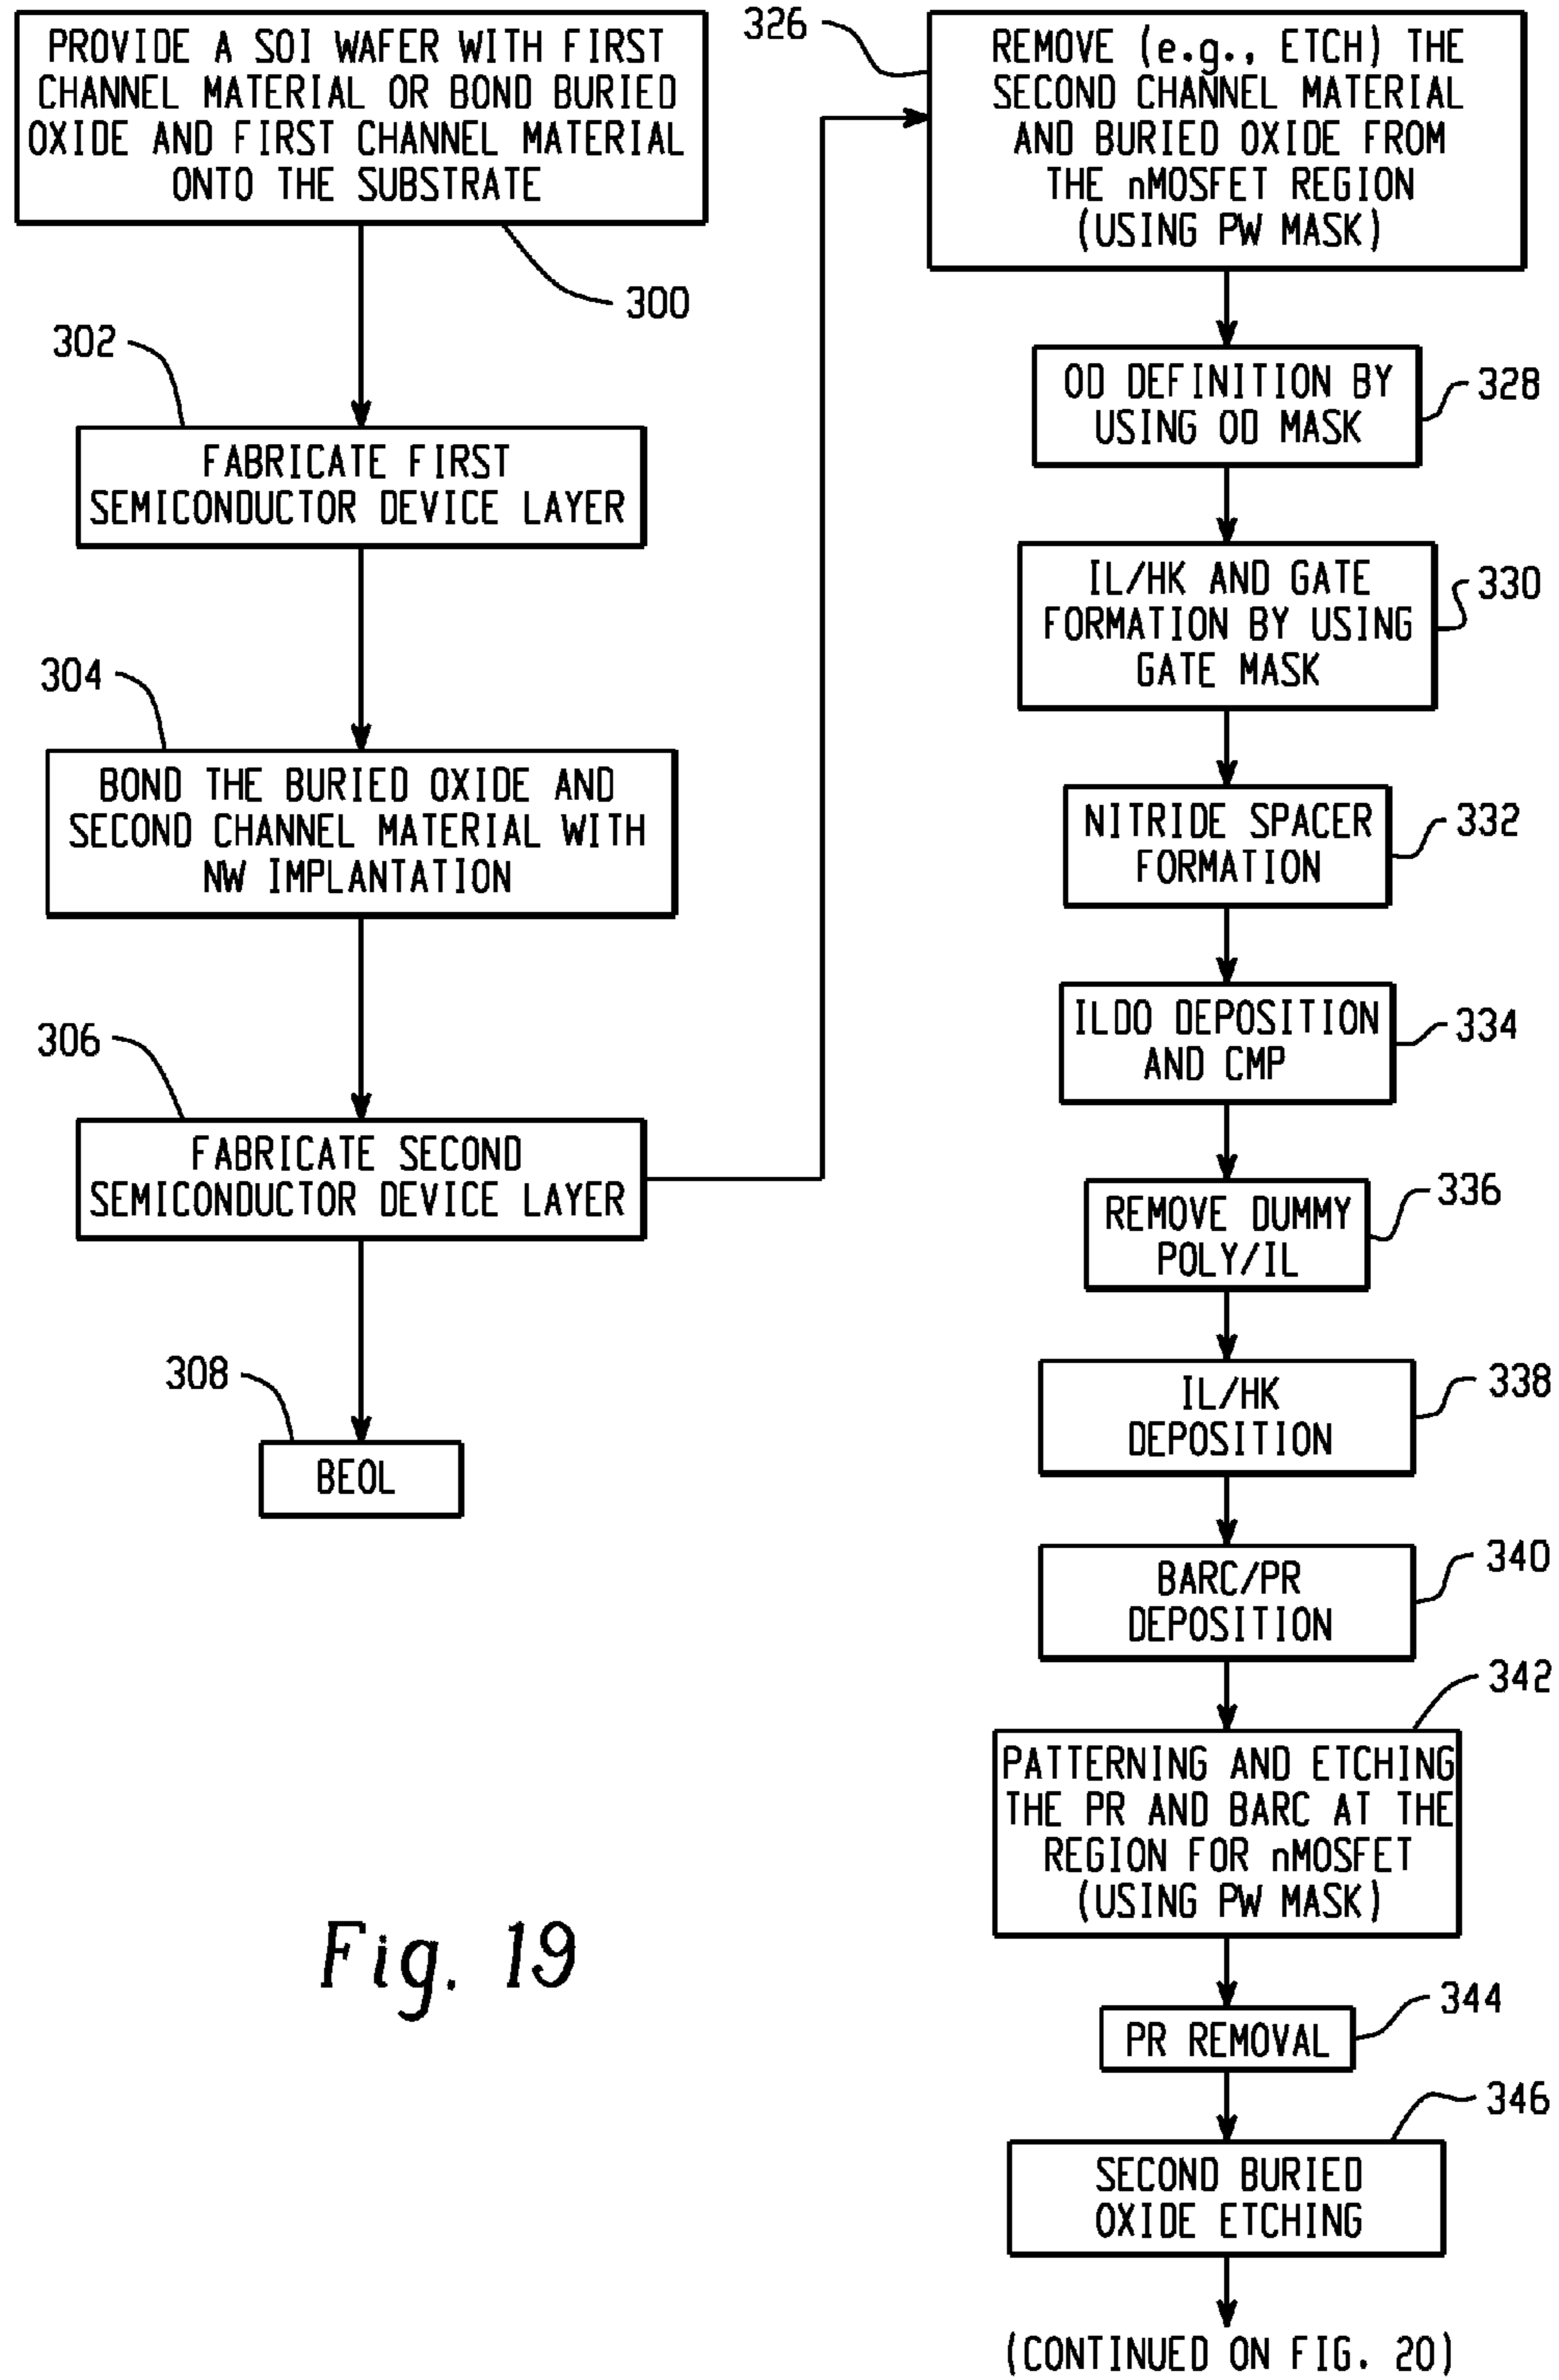 PROVIDE A SOI WAFER WITH FIRST
CHANNEL MATERIAL OR BOND BURIED
OXIDE AND FIRST CHANNEL MATERIAL
ONTO THE SUBSTRATE
300
302
FABRICATE FIRST
SEMICONDUCTOR DEVICE LAYER
304
BOND THE BURIED OXIDE AND
SECOND CHANNEL MATERIAL WITH
NW IMPLANTATION
306
FABRICATE SECOND
SEMICONDUCTOR DEVICE LAYER
308
BEOL
326
REMOVE (e.g., ETCH) THE
SECOND CHANNEL MATERIAL
AND BURIED OXIDE FROM
THE nMOSFET REGION
(USING PW MASK)
OD DEFINITION BY
USING OD MASK
328
IL/HK AND GATE
FORMATION BY USING
GATE MASK
330
NITRIDE SPACER
FORMATION
332
ILDO DEPOSITION
AND CMP
334
REMOVE DUMMY
POLY/IL
336
IL/HK
DEPOSITION
338
BARC/PR
DEPOSITION
340
342
PATTERNING AND ETCHING
THE PR AND BARC AT THE
REGION FOR nMOSFET
(USING PW MASK)
344
PR REMOVAL
346
SECOND BURIED
OXIDE ETCHING
(CONTINUED ON FIG. 20)
Fig. 19